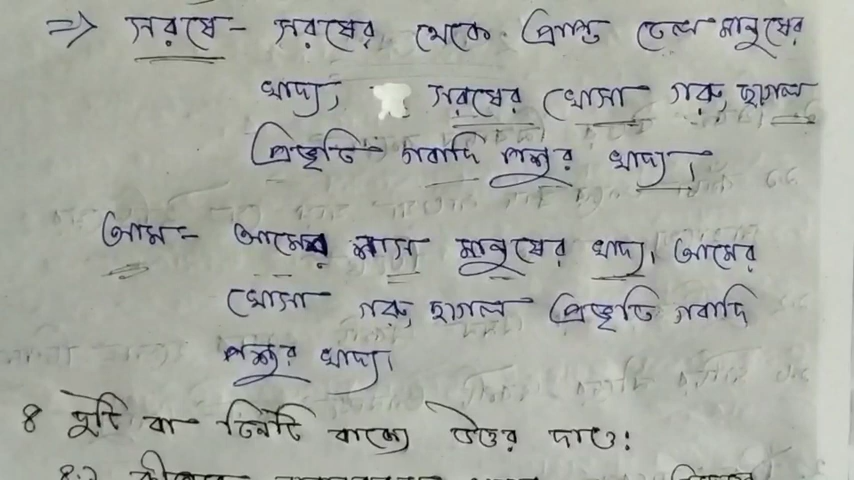 ⇒ সরষে - সরষের থেকে প্রাপ্ত তেল মানুষের
খাদ্য, সরষের খোসা গরু, ছাগল
প্রভৃতি গবাদি পশুর খাদ্য।
আম:- আমের শাস মানুষের খাদ্য। আমের
খোসা গরু, ছাগল প্রভৃতি গবাদি
পশুর খাদ্য।
৪ দুটি বা তিনটি বাক্যে উত্তর দাও: